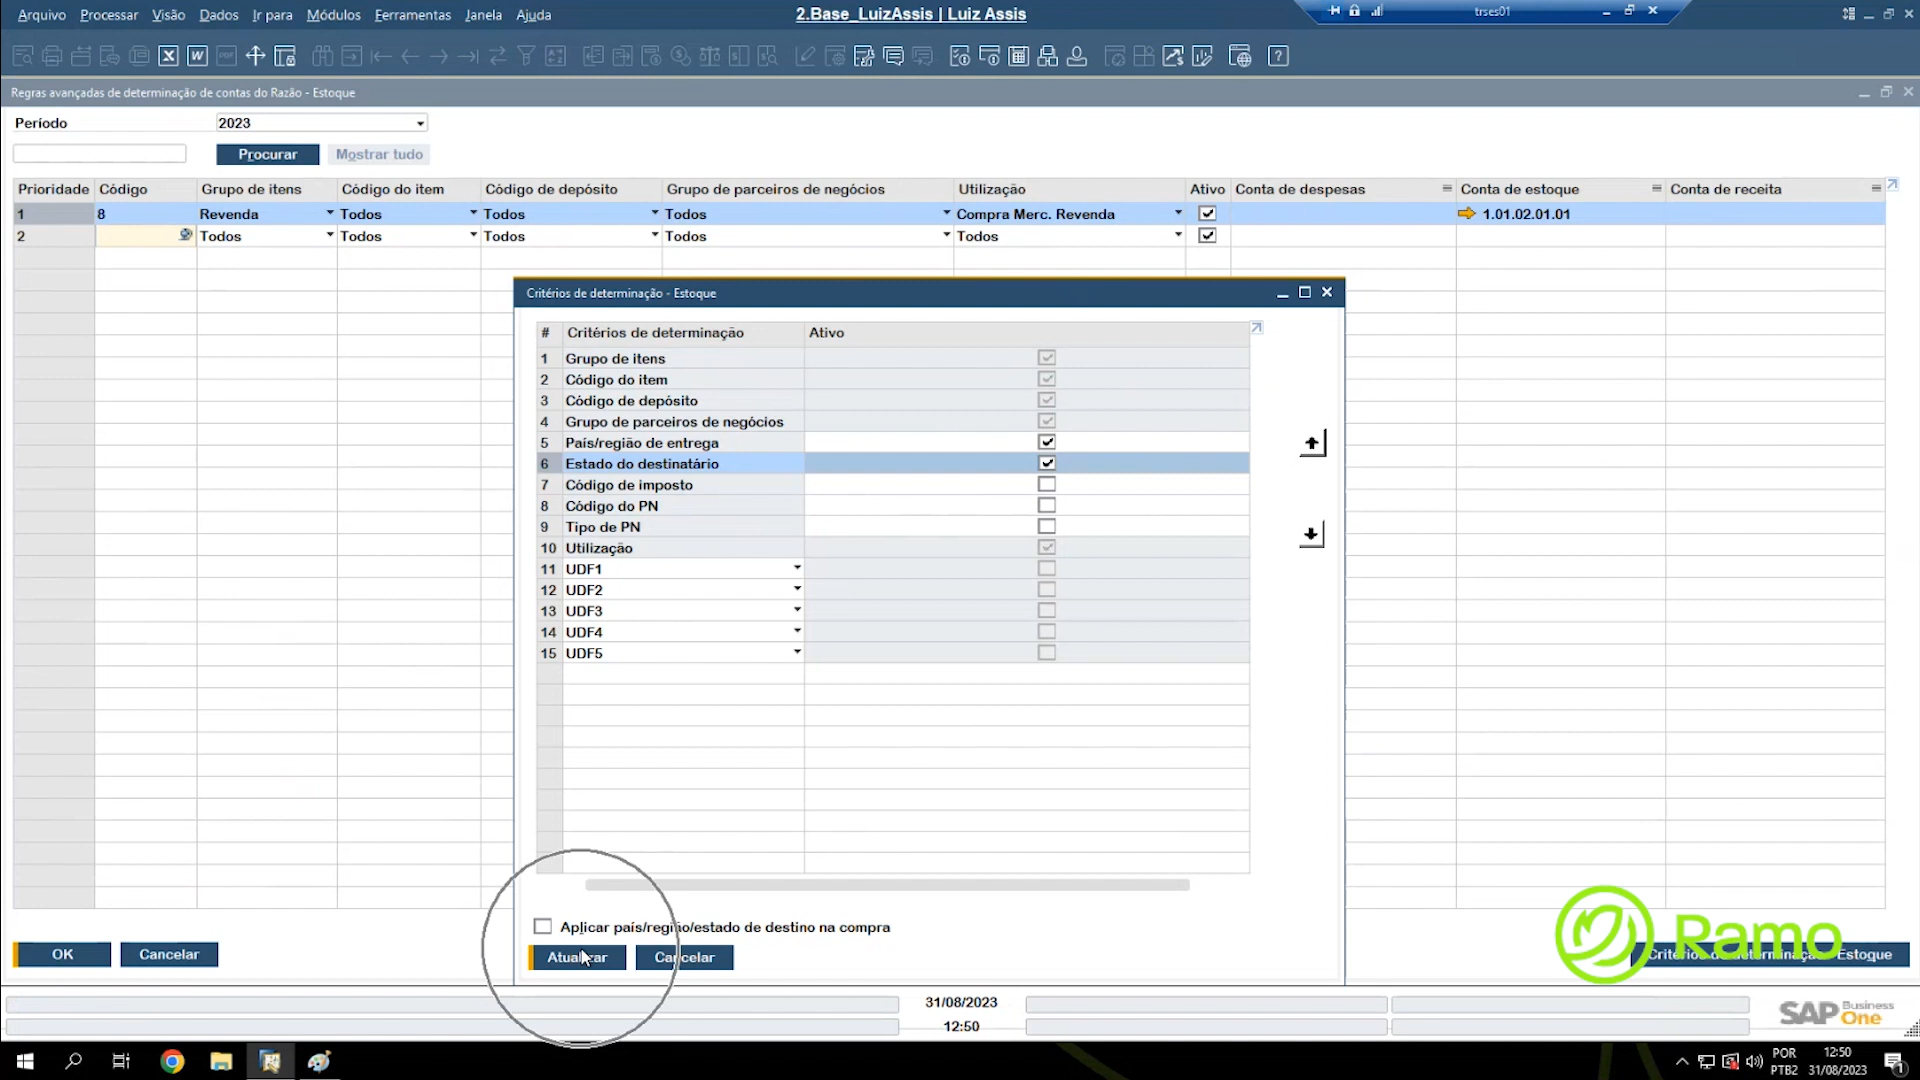 Arquivo Processar Visão Dados Ir para Módulos Ferramentas Janela Ajuda
2.Base_LuizAssis | Luiz Assis
trses01
Regras avançadas de determinação de contas do Razão - Estoque
Período 2023
Procurar Mostrar tudo
Prioridade Código Grupo de itens Código do item Código de depósito Grupo de parceiros de negócios Utilização Ativo Conta de despesas Conta de estoque Conta de receita
1 8 Revenda Todos Todos Todos Compra Merc. Revenda 1.01.02.01.01
2 Todos Todos Todos Todos Todos
Critérios de determinação - Estoque
# Critérios de determinação Ativo
1 Grupo de itens
2 Código do item
3 Código de depósito
4 Grupo de parceiros de negócios
5 País/região de entrega
6 Estado do destinatário
7 Código de imposto
8 Código do PN
9 Tipo de PN
10 Utilização
11 UDF1
12 UDF2
13 UDF3
14 UDF4
15 UDF5
Aplicar país/região/estado de destino na compra
Atualizar Cancelar
OK Cancelar
Ramo
Critérios de determinação - Estoque
31/08/2023
12:50
SAP Business One
POR
PTB2
12:50
31/08/2023
1